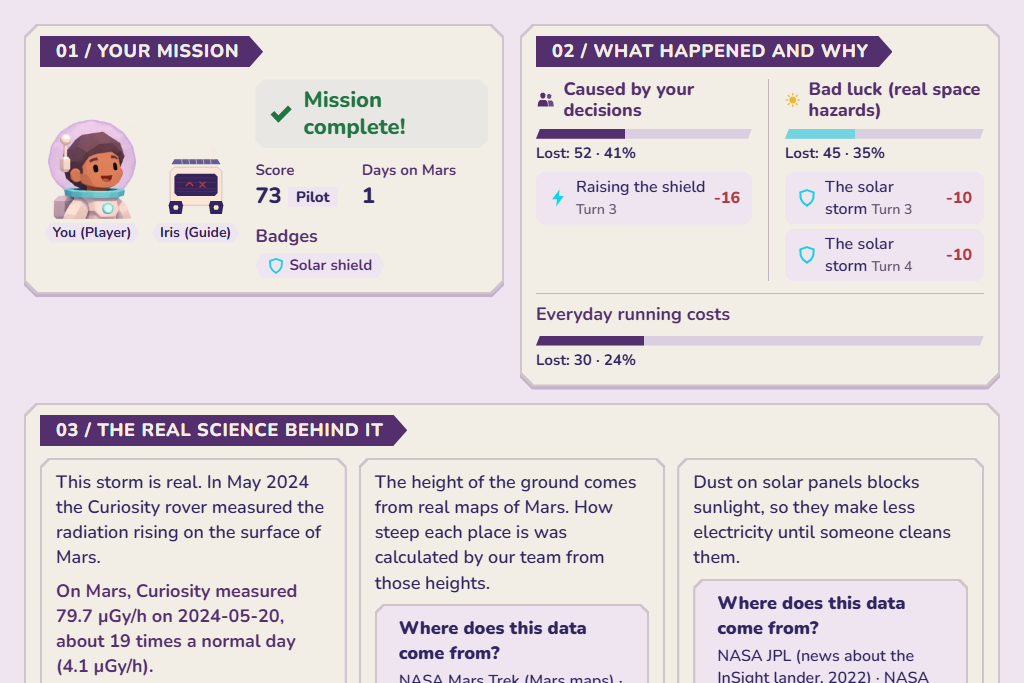 01 / YOUR MISSION
Mission
complete!
Score
Days on Mars
73 Pilot
1
Badges
Solar shield
You (Player)
Iris (Guide)
02 / WHAT HAPPENED AND WHY
Caused by your
decisions
Lost: 52 · 41%
Raising the shield
Turn 3
-16
Bad luck (real space
hazards)
Lost: 45 · 35%
The solar
storm Turn 3
-10
The solar
storm Turn 4
-10
Everyday running costs
Lost: 30 · 24%
03 / THE REAL SCIENCE BEHIND IT
This storm is real. In May 2024
the Curiosity rover measured the
radiation rising on the surface of
Mars.
On Mars, Curiosity measured
79.7 μGy/h on 2024-05-20,
about 19 times a normal day
(4.1 μGy/h).
The height of the ground comes
from real maps of Mars. How
steep each place is was
calculated by our team from
those heights.
Where does this data
come from?
NASA Mars Trek (Mars maps) ·
Dust on solar panels blocks
sunlight, so they make less
electricity until someone cleans
them.
Where does this data
come from?
NASA JPL (news about the
InSight lander, 2022) · NASA